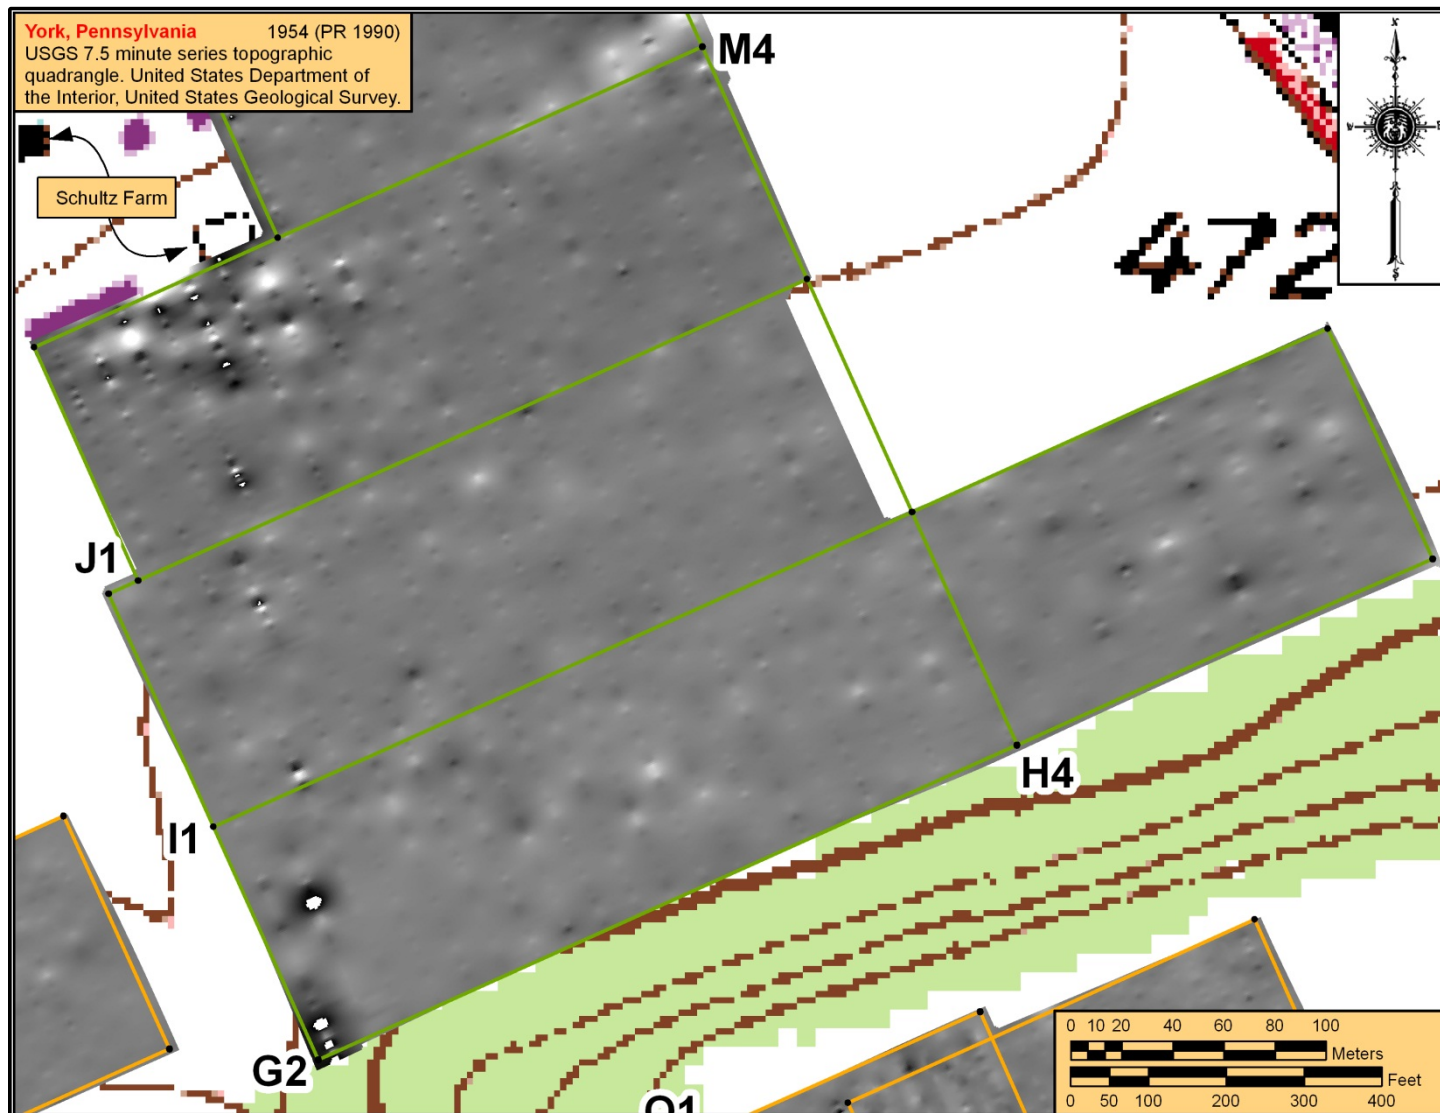 York, Pennsylvania 1954 (PR 1990)
USGS 7.5 minute series topographic
quadrangle. United States Department of
the Interior, United States Geological Survey.
M4
Schultz Farm
472
J1
I1
H4
G2
O1
0 10 20 40 60 80 100
Meters
Feet
0 50 100 200 300 400